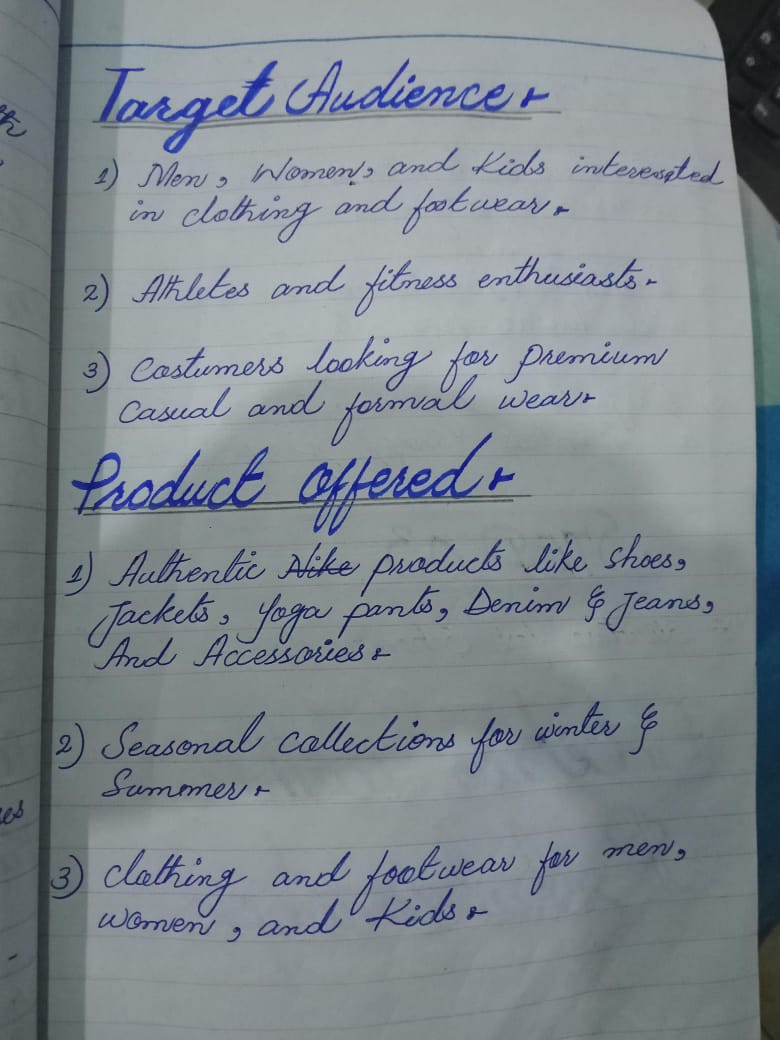 Target Audience.
1) Men, Women, and Kids interensted
in clothing and footwear.
2) Athletes and fitness enthusiasts.
3) Costumers looking for premium
Casual and formal wear.
Product offered.
1) Authentic Nike products like shoes,
Jackets, Yoga pants, Denim & Jeans,
And Accessories.
2) Seasonal collections for winter &
Summer.
3) clothing and footwear for men,
women, and Kids.